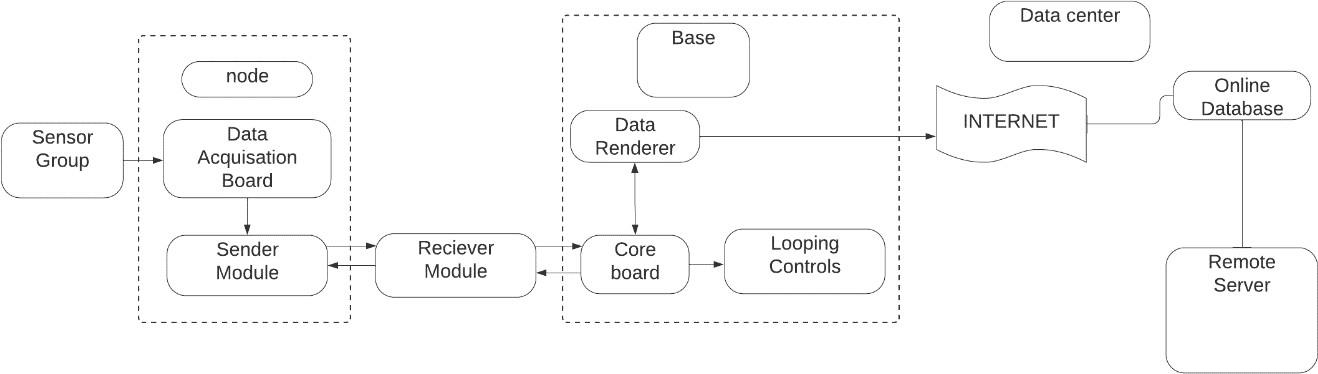 Sensor
Group
node
Data
Acquisation
Board
Sender
Module
Reciever
Module
Base
Data
Renderer
Core
board
Looping
Controls
Data center
INTERNET
Online
Database
Remote
Server